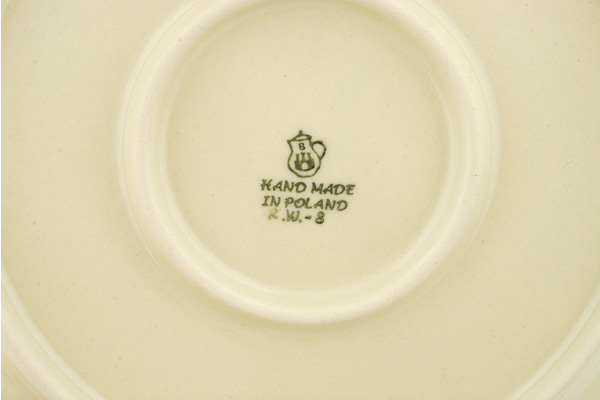 B
HAND MADE
IN POLAND
R.W.-8